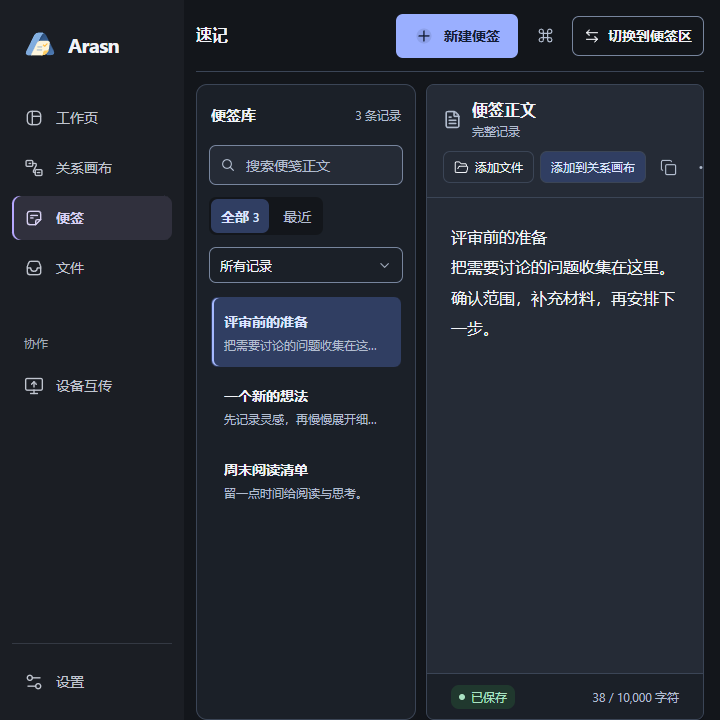 Arasn
工作页
关系画布
便签
文件
协作
设备互传
设置
速记
新建便签
切换到便签区
便签库
3 条记录
搜索便笺正文
全部 3
最近
所有记录
评审前的准备
把需要讨论的问题收集在这...
一个新的想法
先记录灵感，再慢慢展开细...
周末阅读清单
留一点时间给阅读与思考。
便签正文
完整记录
添加文件
添加到关系画布
评审前的准备
把需要讨论的问题收集在这里。
确认范围，补充材料，再安排下
一步。
已保存
38 / 10,000 字符